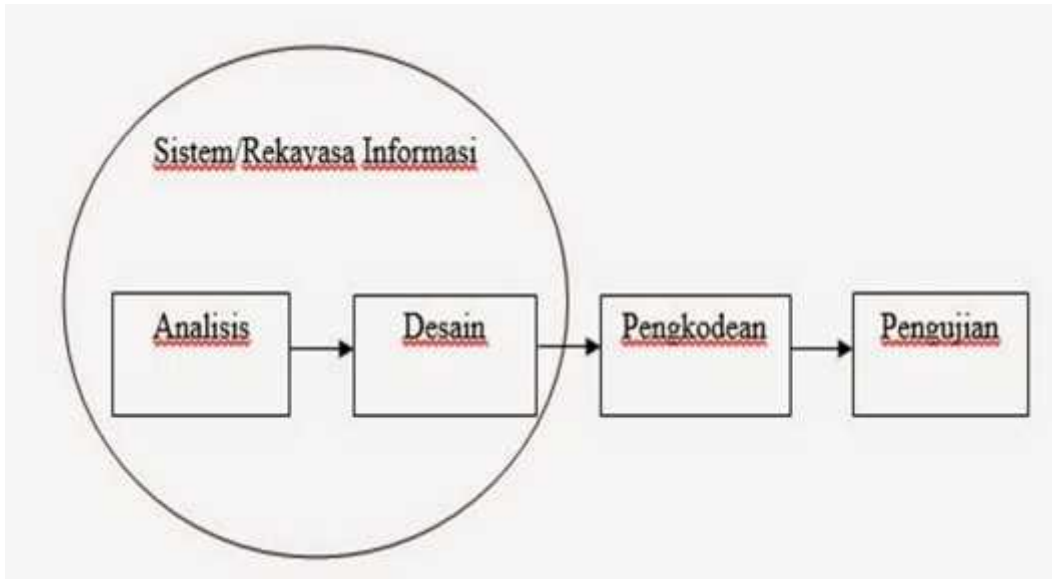 Sistem/Rekayasa Informasi
Analisis
Desain
Pengkodean
Pengujian